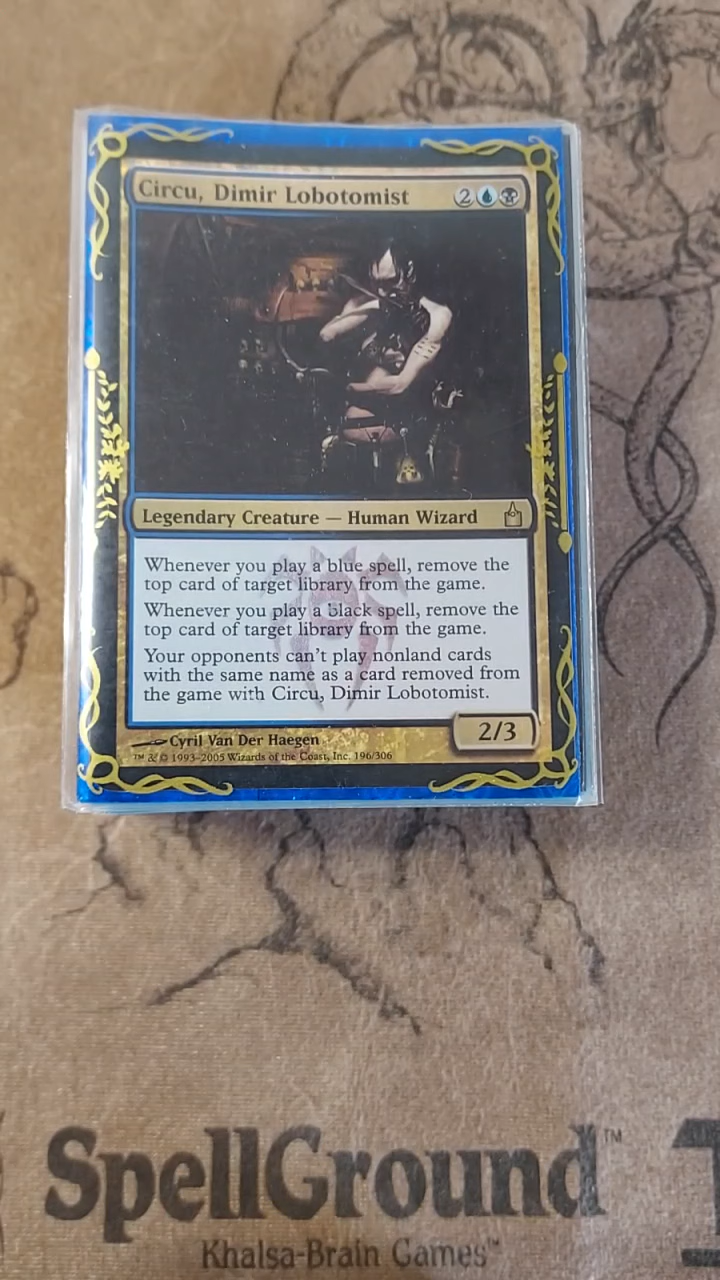 Circu, Dimir Lobotomist 2
Legendary Creature — Human Wizard
Whenever you play a blue spell, remove the
top card of target library from the game.
Whenever you play a black spell, remove the
top card of target library from the game.
Your opponents can't play nonland cards
with the same name as a card removed from
the game with Circu, Dimir Lobotomist.
2/3
Cyril Van Der Haegen
™ & © 1993–2005 Wizards of the Coast, Inc. 196/306
SpellGround™
Khalsa-Brain Games™